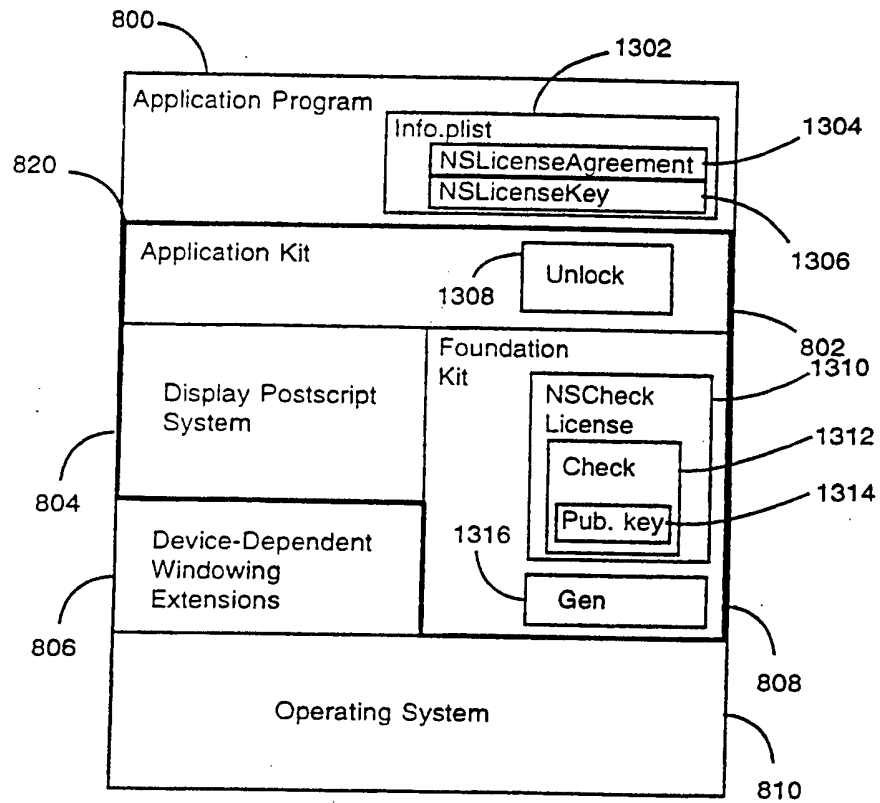 800
1302
Application Program
Info.plist
1304
NSLicenseAgreement
820
NSLicenseKey
Application Kit
1306
1308
Unlock
Foundation
Kit
802
1310
Display Postscript
System
NSCheck
License
1312
Check
804
1314
Pub. key
1316
Device-Dependent
Windowing
Extensions
Gen
806
808
Operating System
810